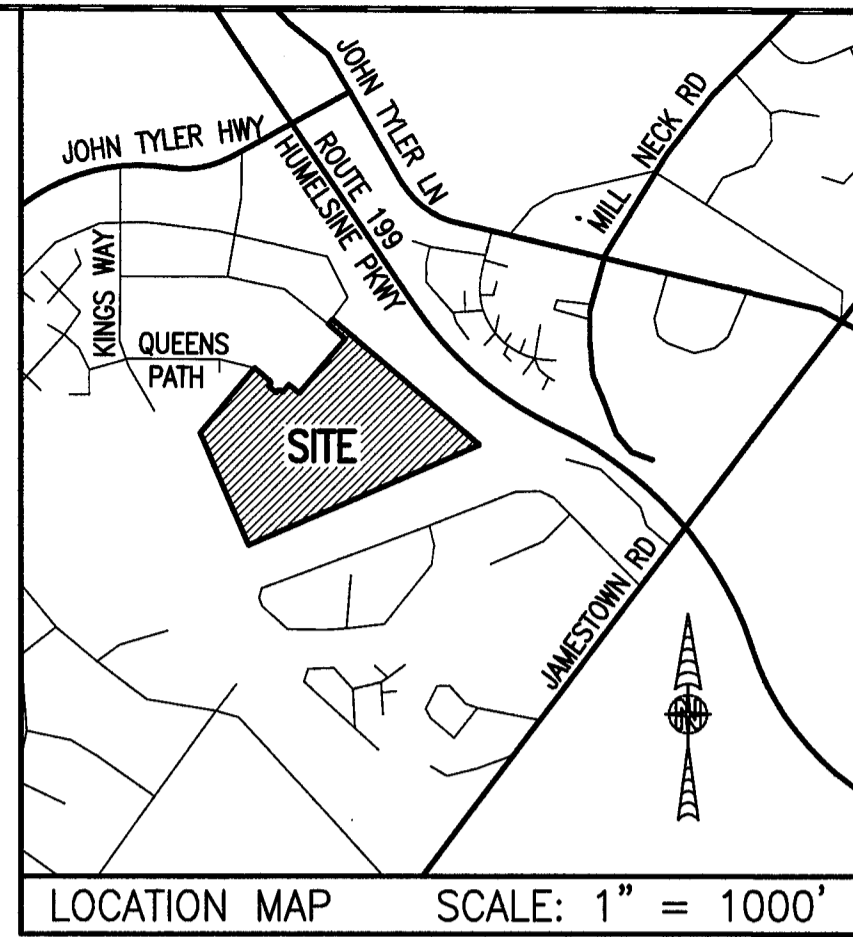 JOHN TYLER HWY
ROUTE 199
HUMELSINE PKWY
JOHN TYLER LN
MILL NECK RD
KINGS WAY
QUEENS
PATH
SITE
JAMESTOWN RD
N
LOCATION MAP SCALE: 1" = 1000'